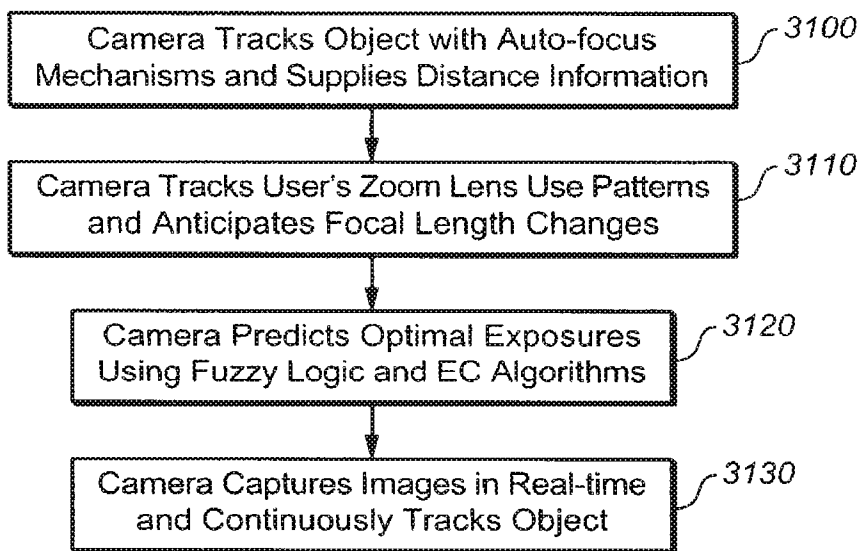 Camera Tracks Object with Auto-focus
Mechanisms and Supplies Distance Information
3100
Camera Tracks User's Zoom Lens Use Patterns
and Anticipates Focal Length Changes
3110
Camera Predicts Optimal Exposures
Using Fuzzy Logic and EC Algorithms
3120
Camera Captures Images in Real-time
and Continuously Tracks Object
3130